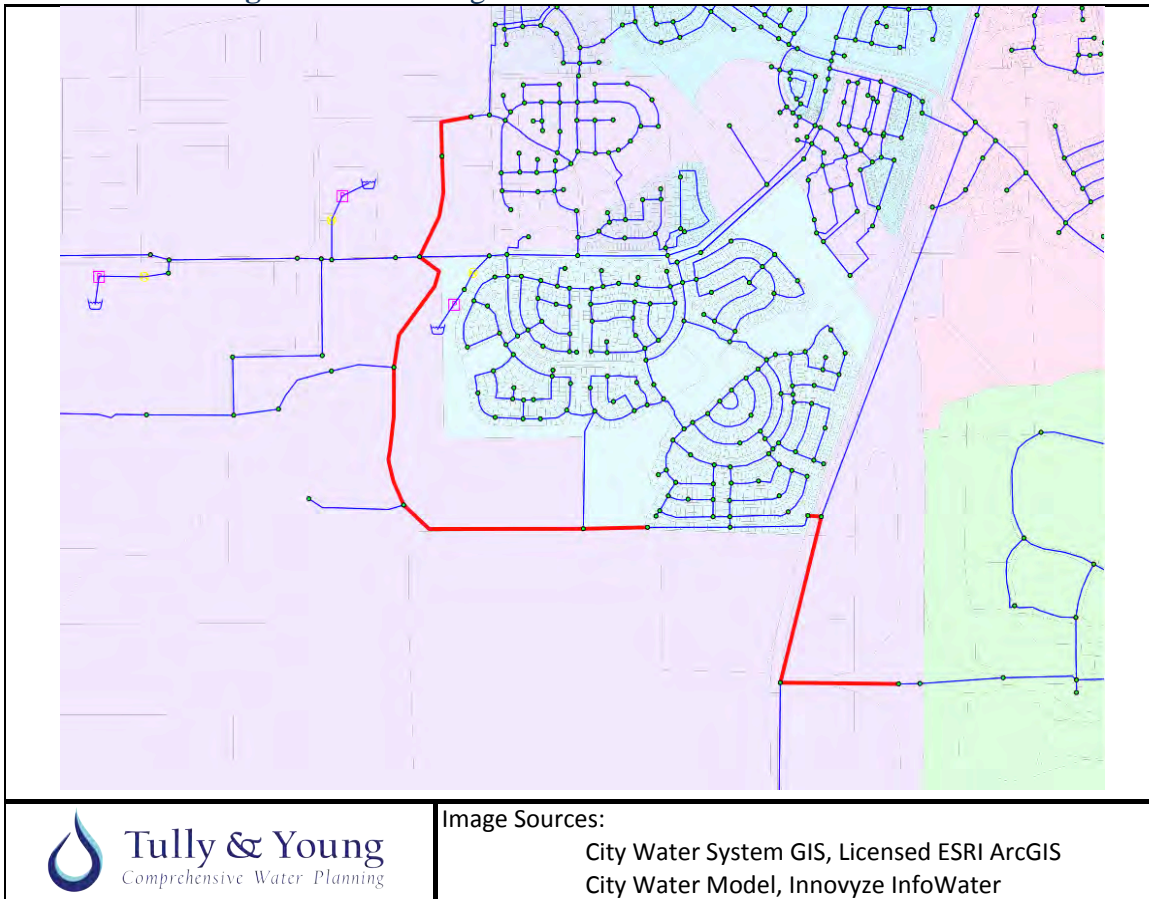 Tully & Young
Comprehensive Water Planning
Image Sources:
City Water System GIS, Licensed ESRI ArcGIS
City Water Model, Innovyze InfoWater